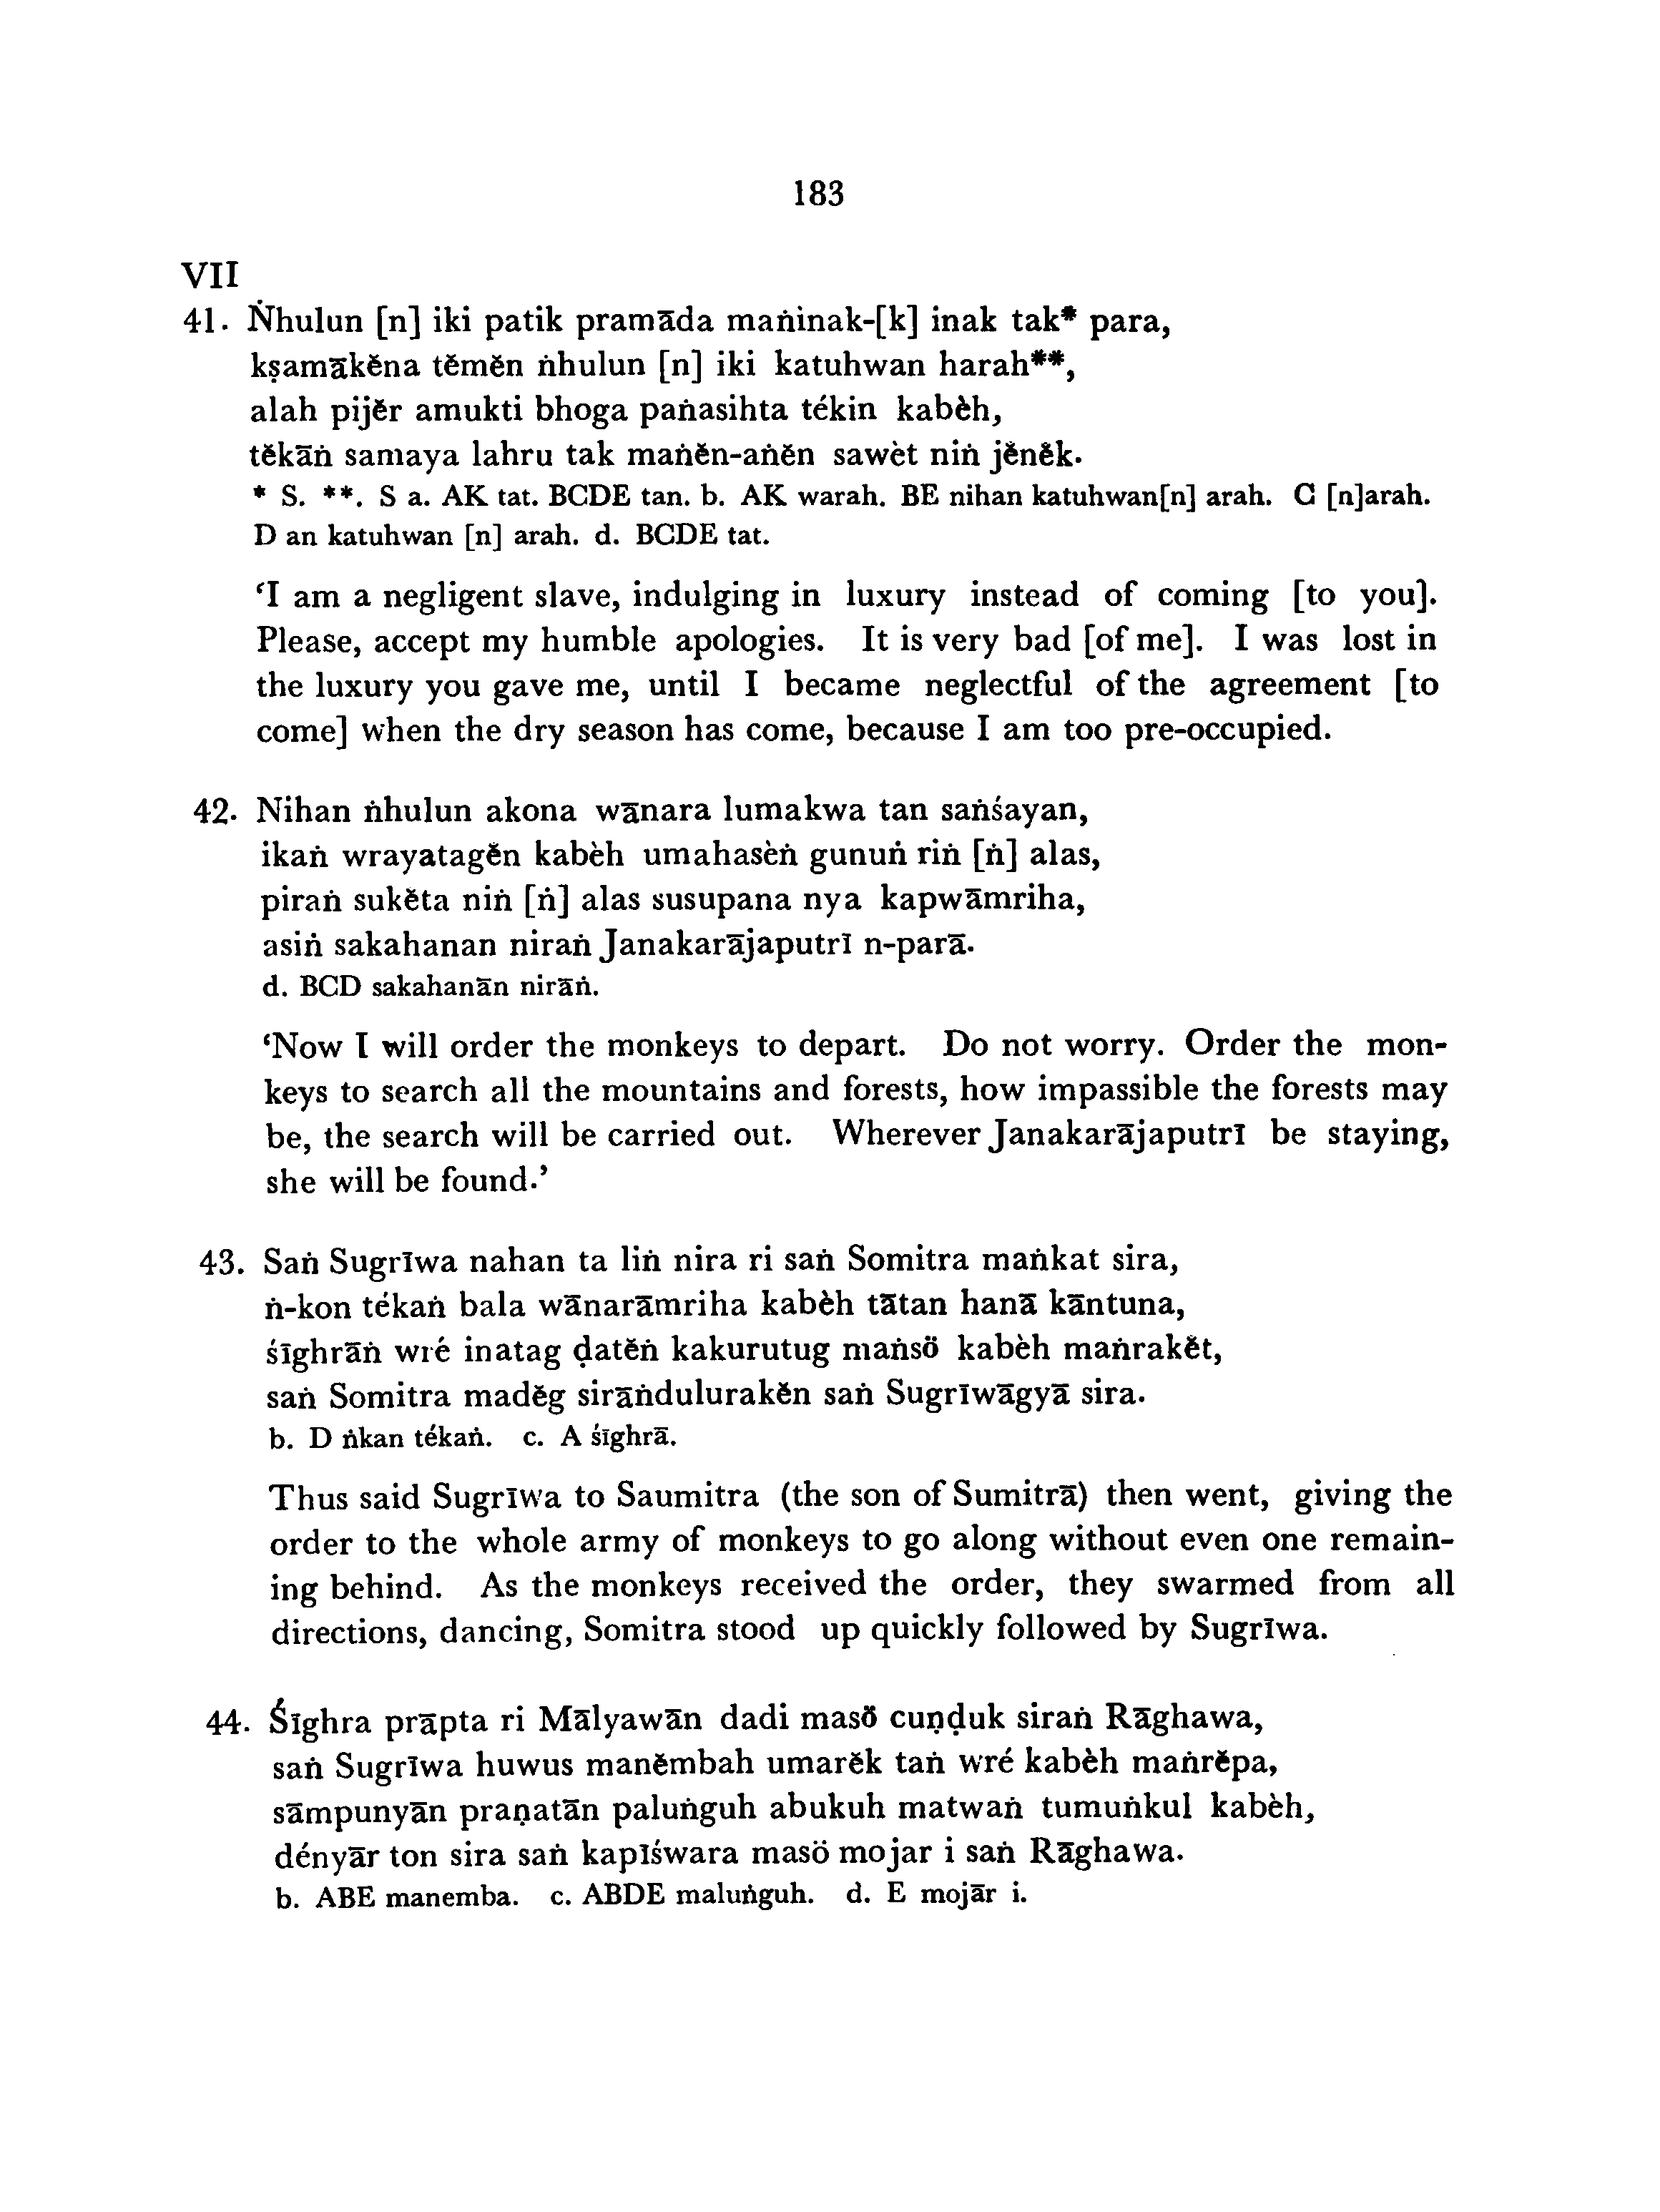 183
VII
41. Ṅhulun [n] iki patik pramāda maṅinak-[k] inak tak* para,
kṣamākĕna tĕmĕn ṅhulun [n] iki katuhwan harah**,
alah pijĕr amukti bhoga paṅasihta tékin kabèh,
tĕkāṅ samaya lahru tak maṅĕn-aṅĕn sawèt niṅ jĕnĕk.
* S. **. S a. AK tat. BCDE tan. b. AK warah. BE nihan katuhwan[n] arah. C [n]arah.
D an katuhwan [n] arah. d. BCDE tat.
‘I am a negligent slave, indulging in luxury instead of coming [to you].
Please, accept my humble apologies. It is very bad [of me]. I was lost in
the luxury you gave me, until I became neglectful of the agreement [to
come] when the dry season has come, because I am too pre-occupied.
42. Nihan ṅhulun akona wānara lumakwa tan saṅśayan,
ikaṅ wrayatagĕn kabèh umahasèṅ gunuṅ riṅ [ṅ] alas,
piraṅ sukĕta niṅ [ṅ] alas susupana nya kapwāmriha,
asiṅ sakahanan niraṅ Janakarājaputrī n-parā.
d. BCD sakahanān nirāṅ.
‘Now I will order the monkeys to depart. Do not worry. Order the mon-
keys to search all the mountains and forests, how impassible the forests may
be, the search will be carried out. Wherever Janakarājaputrī be staying,
she will be found.’
43. Saṅ Sugrīwa nahan ta liṅ nira ri saṅ Somitra maṅkat sira,
ṅ-kon tékaṅ bala wānarāmriha kabèh tātan hanā kāntuna,
śīghrāṅ wré inatag ḍatĕṅ kakurutug maṅsö kabèh maṅrakĕt,
saṅ Somitra madĕg sirāṅdulurakĕn saṅ Sugrīwāgyā sira.
b. D ṅkan tékaṅ. c. A śīghrā.
Thus said Sugrīwa to Saumitra (the son of Sumitrā) then went, giving the
order to the whole army of monkeys to go along without even one remain-
ing behind. As the monkeys received the order, they swarmed from all
directions, dancing, Somitra stood up quickly followed by Sugrīwa.
44. Śīghra prāpta ri Mālyawān dadi masö cuṇḍuk siraṅ Rāghawa,
saṅ Sugrīwa huwus manĕmbah umarĕk taṅ wré kabèh maṅrĕpa,
sāmpunyān praṇatān paluṅguh abukuh matwaṅ tumuṅkul kabèh,
dényār ton sira saṅ kapīśwara masö mojar i saṅ Rāghawa.
b. ABE manemba. c. ABDE maluṅguh. d. E mojār i.